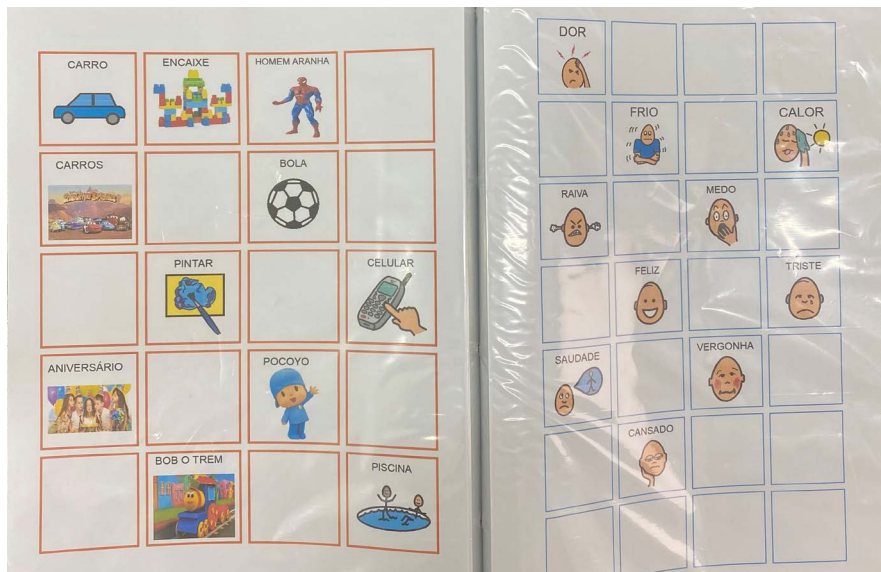 CARRO
ENCAIXE
HOMEM ARANHA
CARROS
BOLA
PINTAR
CELULAR
ANIVERSÁRIO
POCOYO
BOB O TREM
PISCINA
DOR
FRIO
CALOR
RAIVA
MEDO
FELIZ
TRISTE
SAUDADE
VERGONHA
CANSADO